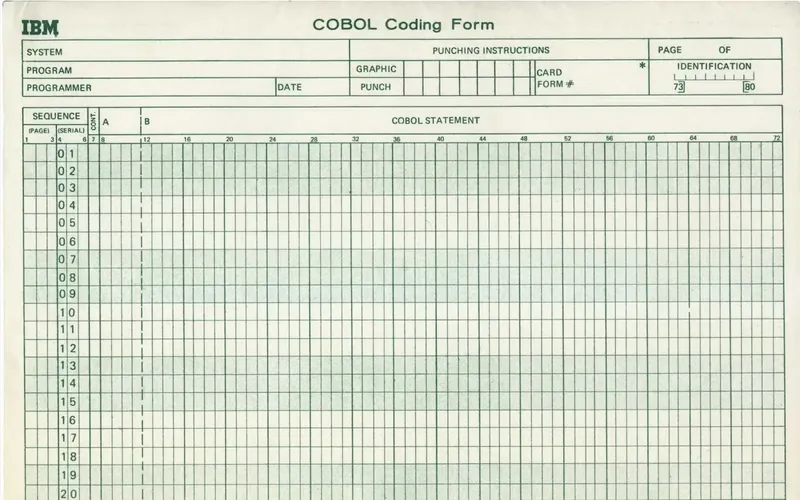 IBM COBOL Coding Form
SYSTEM PUNCHING INSTRUCTIONS PAGE OF
PROGRAM GRAPHIC CARD FORM # * IDENTIFICATION
PROGRAMMER DATE PUNCH 73 80
SEQUENCE CONT. A B COBOL STATEMENT
(PAGE) (SERIAL)
1 3 4 6 7 8 12 16 20 24 28 32 36 40 44 48 52 56 60 64 68 72
01
02
03
04
05
06
07
08
09
10
11
12
13
14
15
16
17
18
19
20